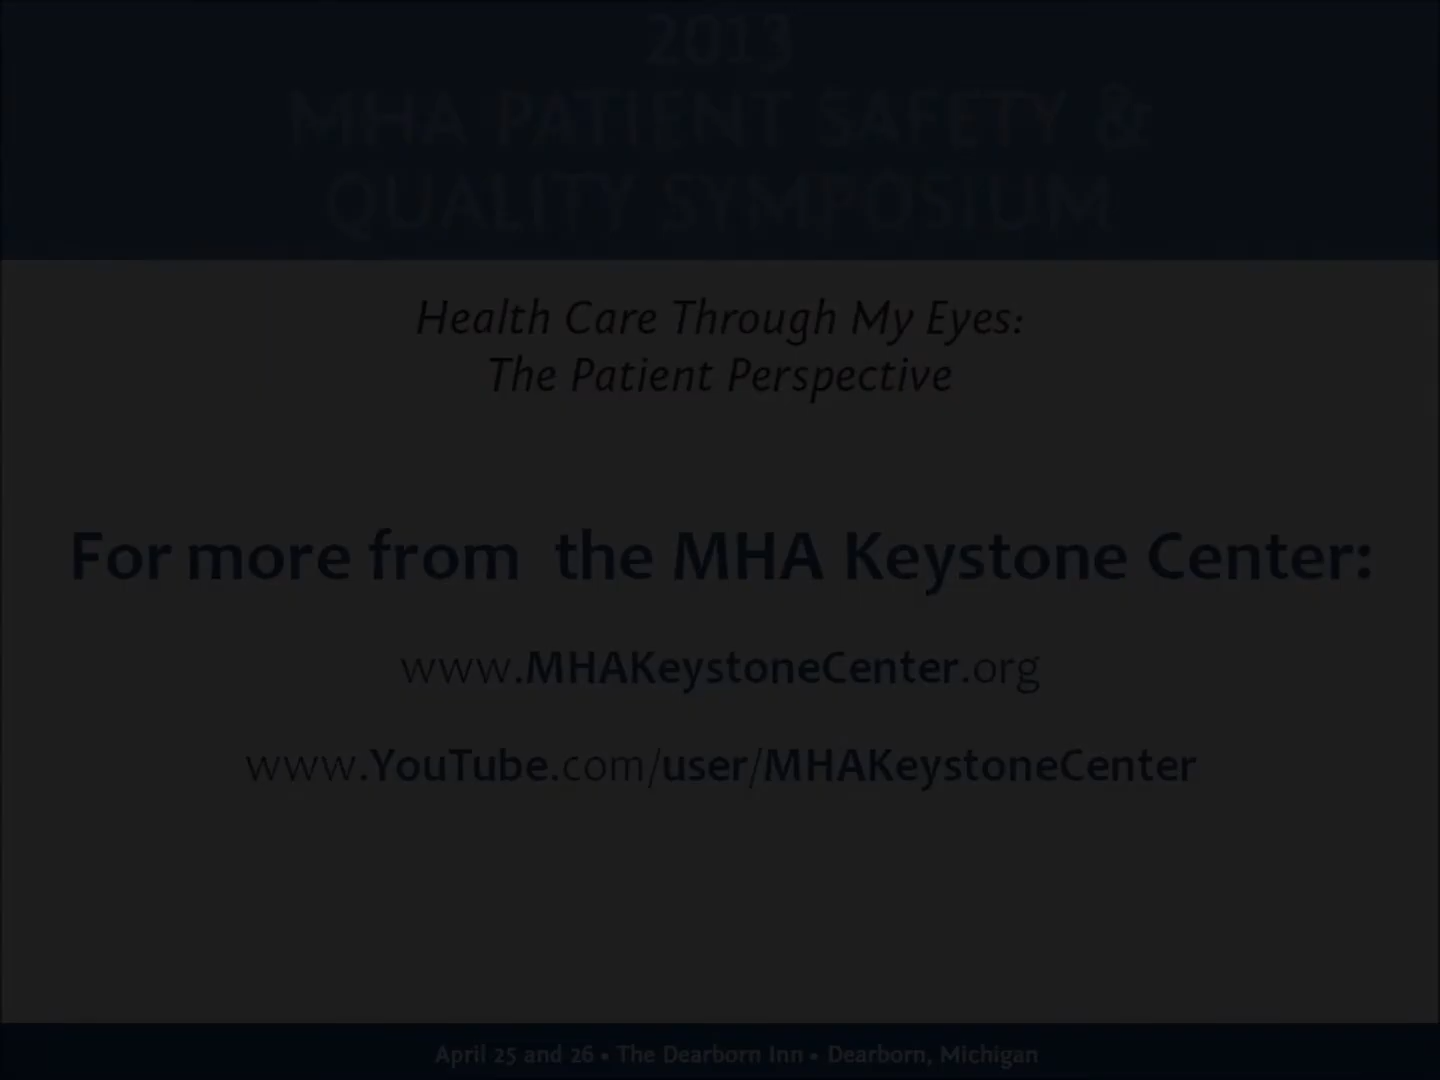 2013
MHA PATIENT SAFETY &
QUALITY SYMPOSIUM
Health Care Through My Eyes:
The Patient Perspective
For more from the MHA Keystone Center:
www.MHAKeystoneCenter.org
www.YouTube.com/user/MHAKeystoneCenter
April 25 and 26 • The Dearborn Inn • Dearborn, Michigan